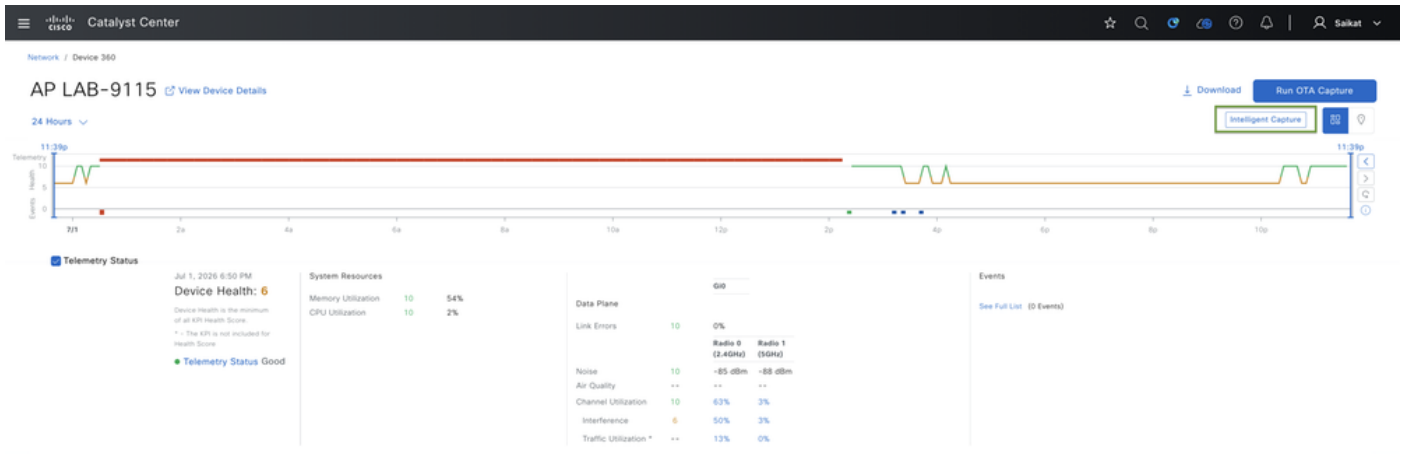 CISCO Catalyst Center Saikat
Network / Device 360
AP LAB-9115 View Device Details
Download Run OTA Capture
24 Hours
Intelligent Capture
11:39p 11:39p
Telemetry
10
Health
5
Events
0
7/1 2a 4a 6a 8a 10a 12p 2p 4p 6p 8p 10p
Telemetry Status
Jul 1, 2026 6:50 PM
Device Health: 6
Device Health is the minimum
of all KPI Health Score
* - The KPI is not included for
Health Score
Telemetry Status Good
System Resources
Memory Utilization 10 54%
CPU Utilization 10 2%
GI0
Data Plane
Link Errors 10 0%
Radio 0 Radio 1
(2.4GHz) (5GHz)
Noise 10 -85 dBm -88 dBm
Air Quality -- -- --
Channel Utilization 10 63% 3%
Interference 6 50% 3%
Traffic Utilization * -- 13% 0%
Events
See Full List (0 Events)